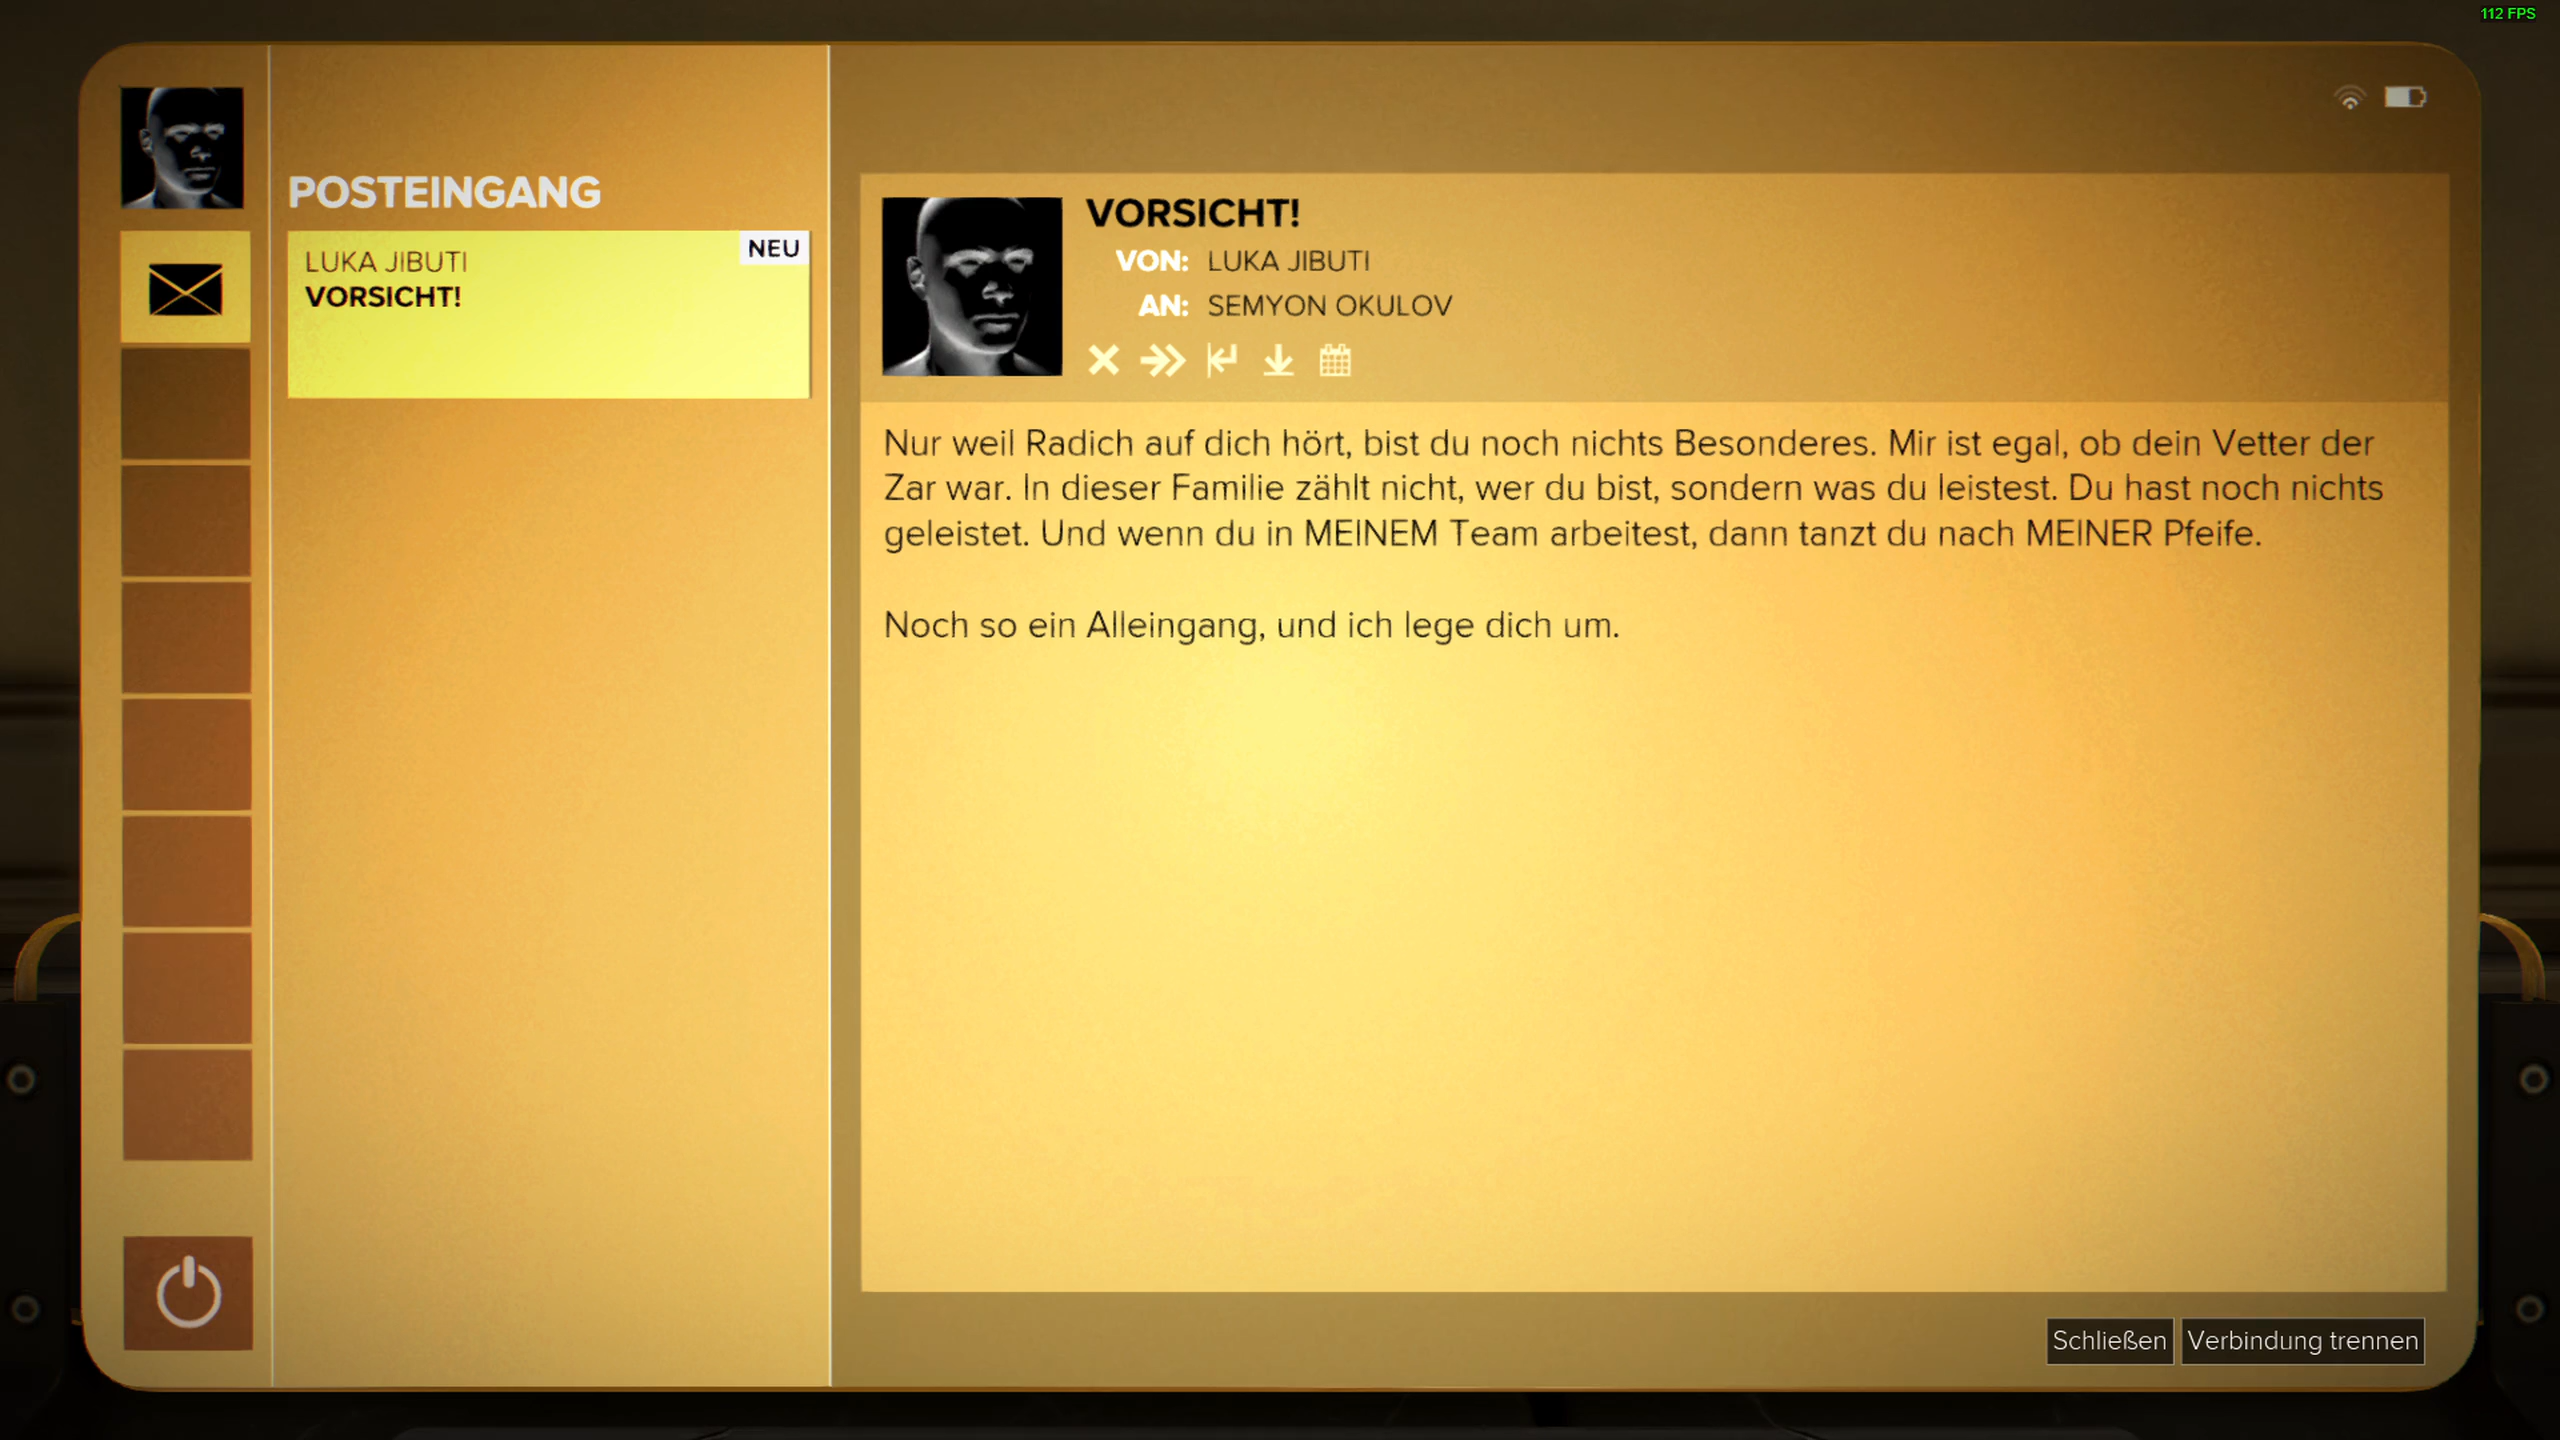 112 FPS
POSTEINGANG
LUKA JIBUTI
NEU
VORSICHT!
VORSICHT!
VON: LUKA JIBUTI
AN: SEMYON OKULOV
Nur weil Radich auf dich hört, bist du noch nichts Besonderes. Mir ist egal, ob dein Vetter der
Zar war. In dieser Familie zählt nicht, wer du bist, sondern was du leistest. Du hast noch nichts
geleistet. Und wenn du in MEINEM Team arbeitest, dann tanzt du nach MEINER Pfeife.
Noch so ein Alleingang, und ich lege dich um.
Schließen
Verbindung trennen